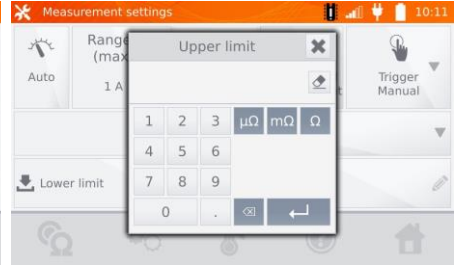 Measurement settings 10:11
Upper limit
Auto
Range
(max
1 A
Trigger
Manual
1 2 3 µΩ mΩ Ω
4 5 6
7 8 9
0 .
Lower limit